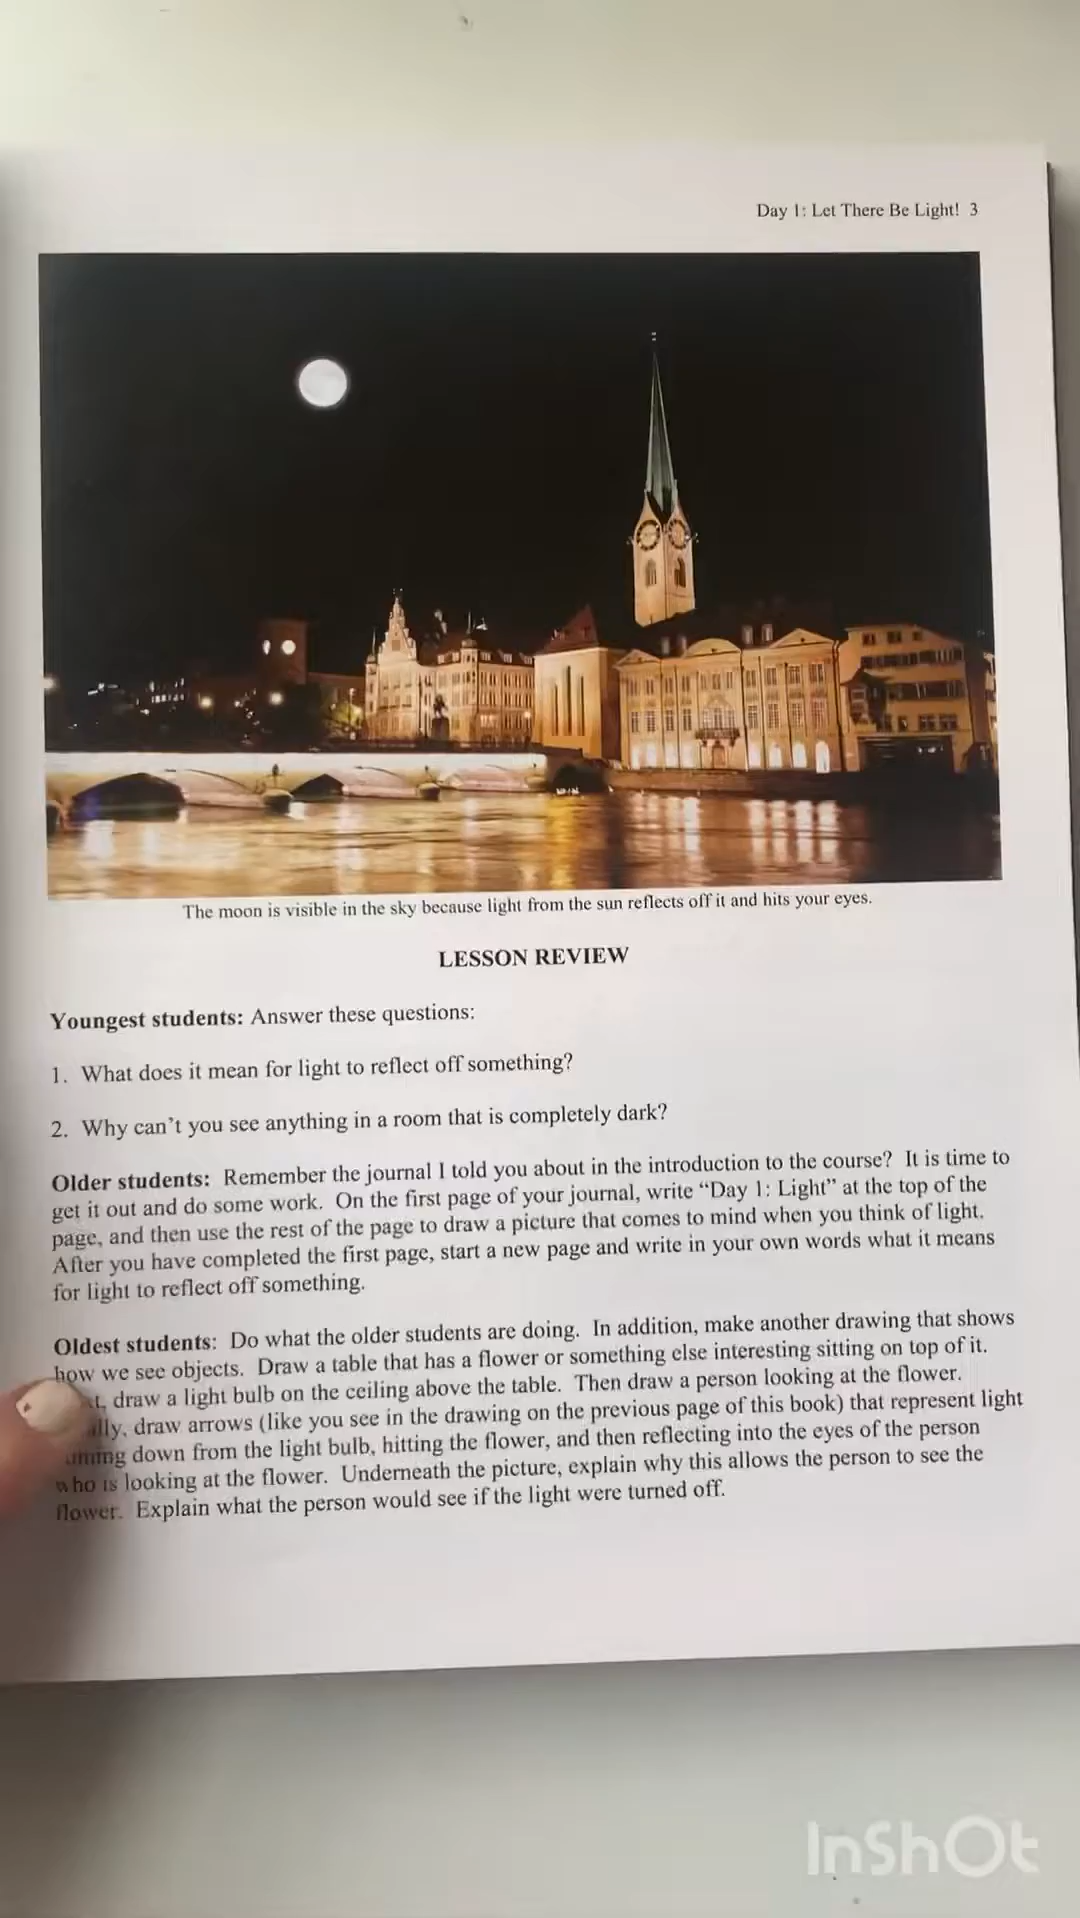 Day 1: Let There Be Light! 3
The moon is visible in the sky because light from the sun reflects off it and hits your eyes.
LESSON REVIEW
Youngest students: Answer these questions:
1. What does it mean for light to reflect off something?
2. Why can't you see anything in a room that is completely dark?
Older students: Remember the journal I told you about in the introduction to the course? It is time to
get it out and do some work. On the first page of your journal, write “Day 1: Light” at the top of the
page, and then use the rest of the page to draw a picture that comes to mind when you think of light.
After you have completed the first page, start a new page and write in your own words what it means
for light to reflect off something.
Oldest students: Do what the older students are doing. In addition, make another drawing that shows
how we see objects. Draw a table that has a flower or something else interesting sitting on top of it.
draw a light bulb on the ceiling above the table. Then draw a person looking at the flower.
draw arrows (like you see in the drawing on the previous page of this book) that represent light
down from the light bulb, hitting the flower, and then reflecting into the eyes of the person
who is looking at the flower. Underneath the picture, explain why this allows the person to see the
flower. Explain what the person would see if the light were turned off.
InShOt